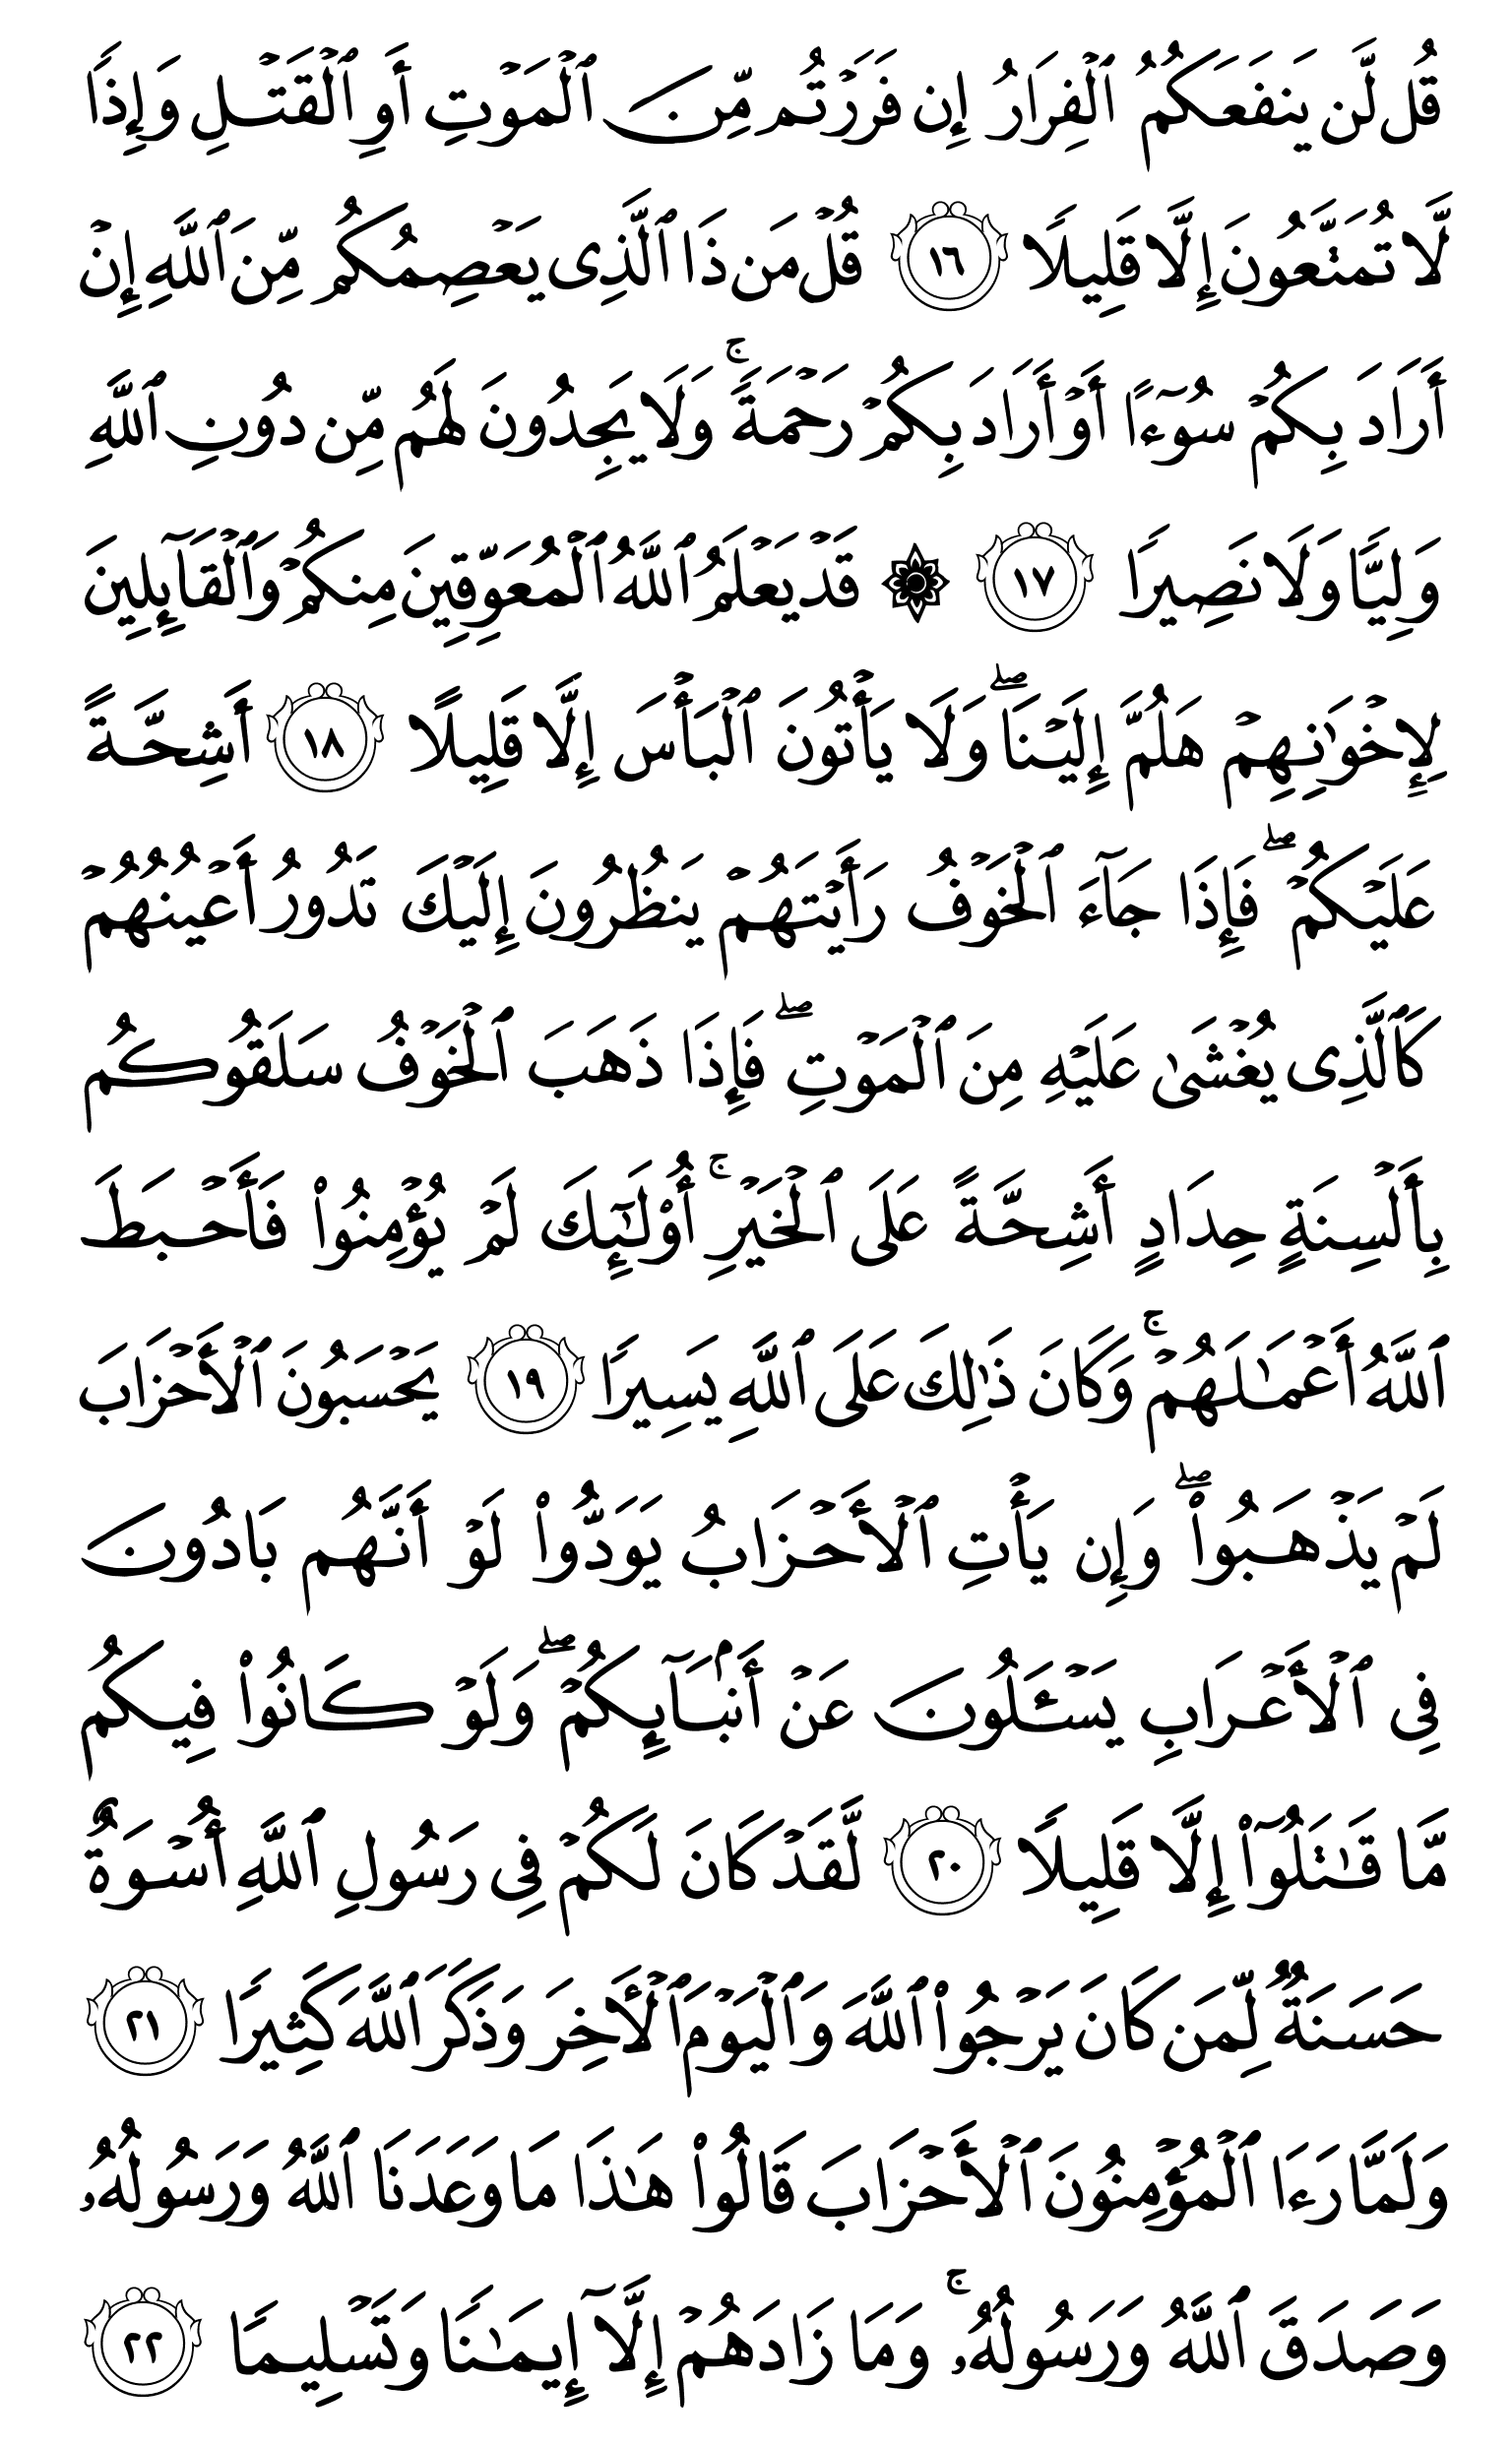 قُل لَّن يَنفَعَكُمُ ٱلْفِرَارُ إِن فَرَرْتُم مِّنَ ٱلْمَوْتِ أَوِ ٱلْقَتْلِ وَإِذًا
لَّا تُمَتَّعُونَ إِلَّا قَلِيلًا ١٦ قُلْ مَن ذَا ٱلَّذِى يَعْصِمُكُم مِّنَ ٱللَّهِ إِنْ
أَرَادَ بِكُمْ سُوٓءًا أَوْ أَرَادَ بِكُمْ رَحْمَةً ۚ وَلَا يَجِدُونَ لَهُم مِّن دُونِ ٱللَّهِ
وَلِيًّا وَلَا نَصِيرًا ١٧ ۞ قَدْ يَعْلَمُ ٱللَّهُ ٱلْمُعَوِّقِينَ مِنكُمْ وَٱلْقَآئِلِينَ
لِإِخْوَٰنِهِمْ هَلُمَّ إِلَيْنَا ۖ وَلَا يَأْتُونَ ٱلْبَأْسَ إِلَّا قَلِيلًا ١٨ أَشِحَّةً
عَلَيْكُمْ ۖ فَإِذَا جَآءَ ٱلْخَوْفُ رَأَيْتَهُمْ يَنظُرُونَ إِلَيْكَ تَدُورُ أَعْيُنُهُمْ
كَٱلَّذِى يُغْشَىٰ عَلَيْهِ مِنَ ٱلْمَوْتِ ۖ فَإِذَا ذَهَبَ ٱلْخَوْفُ سَلَقُوكُم
بِأَلْسِنَةٍ حِدَادٍ أَشِحَّةً عَلَى ٱلْخَيْرِ ۚ أُو۟لَٰٓئِكَ لَمْ يُؤْمِنُوا۟ فَأَحْبَطَ
ٱللَّهُ أَعْمَٰلَهُمْ ۚ وَكَانَ ذَٰلِكَ عَلَى ٱللَّهِ يَسِيرًا ١٩ يَحْسَبُونَ ٱلْأَحْزَابَ
لَمْ يَذْهَبُوا۟ ۖ وَإِن يَأْتِ ٱلْأَحْزَابُ يَوَدُّوا۟ لَوْ أَنَّهُم بَادُونَ
فِى ٱلْأَعْرَابِ يَسْـَٔلُونَ عَنْ أَنۢبَآئِكُمْ ۖ وَلَوْ كَانُوا۟ فِيكُم
مَّا قَٰتَلُوٓا۟ إِلَّا قَلِيلًا ٢٠ لَّقَدْ كَانَ لَكُمْ فِى رَسُولِ ٱللَّهِ أُسْوَةٌ
حَسَنَةٌ لِّمَن كَانَ يَرْجُوا۟ ٱللَّهَ وَٱلْيَوْمَ ٱلْأَخِرَ وَذَكَرَ ٱللَّهَ كَثِيرًا ٢١
وَلَمَّا رَءَا ٱلْمُؤْمِنُونَ ٱلْأَحْزَابَ قَالُوا۟ هَٰذَا مَا وَعَدَنَا ٱللَّهُ وَرَسُولُهُۥ
وَصَدَقَ ٱللَّهُ وَرَسُولُهُۥ ۚ وَمَا زَادَهُمْ إِلَّآ إِيمَٰنًا وَتَسْلِيمًا ٢٢